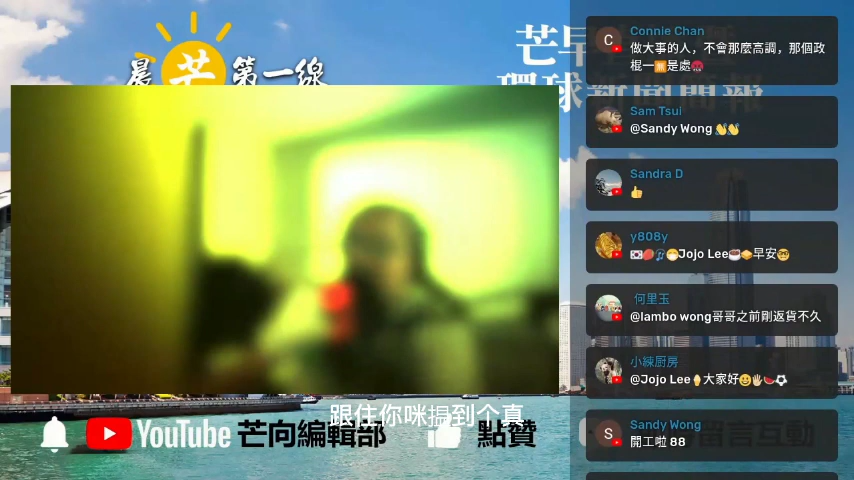 晨芒第一線
芒早
環球新聞簡報
跟住你咪揾到个真
YouTube 芒向編輯部
點贊
留言互動
Connie Chan
做大事的人，不會那麼高調，那個政
棍一🈚是處👹
Sam Tsui
@Sandy Wong 👋👋
Sandra D
👍
y808y
Jojo Lee☕早安
何里玉
@lambo wong哥哥之前剛返貨不久
小練厨房
@Jojo Lee🍦大家好😃🖐🍉⚽
Sandy Wong
開工啦 88